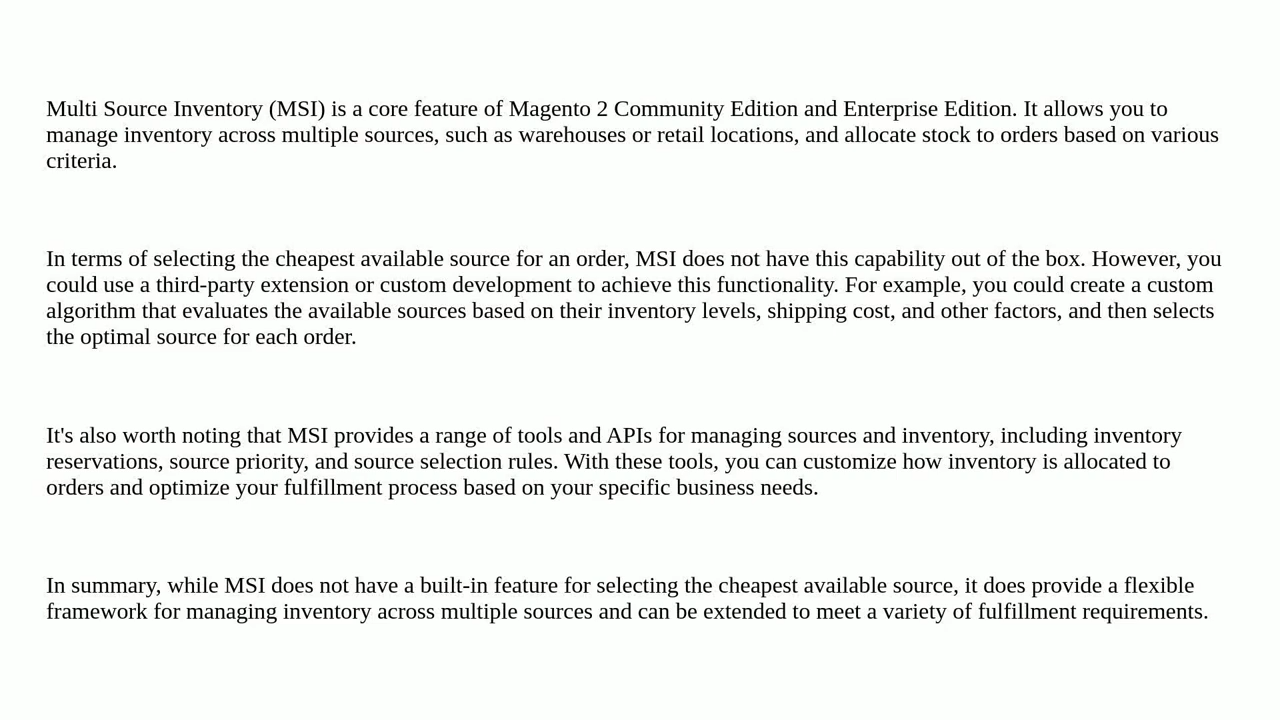 Multi Source Inventory (MSI) is a core feature of Magento 2 Community Edition and Enterprise Edition. It allows you to
manage inventory across multiple sources, such as warehouses or retail locations, and allocate stock to orders based on various
criteria.
In terms of selecting the cheapest available source for an order, MSI does not have this capability out of the box. However, you
could use a third-party extension or custom development to achieve this functionality. For example, you could create a custom
algorithm that evaluates the available sources based on their inventory levels, shipping cost, and other factors, and then selects
the optimal source for each order.
It's also worth noting that MSI provides a range of tools and APIs for managing sources and inventory, including inventory
reservations, source priority, and source selection rules. With these tools, you can customize how inventory is allocated to
orders and optimize your fulfillment process based on your specific business needs.
In summary, while MSI does not have a built-in feature for selecting the cheapest available source, it does provide a flexible
framework for managing inventory across multiple sources and can be extended to meet a variety of fulfillment requirements.